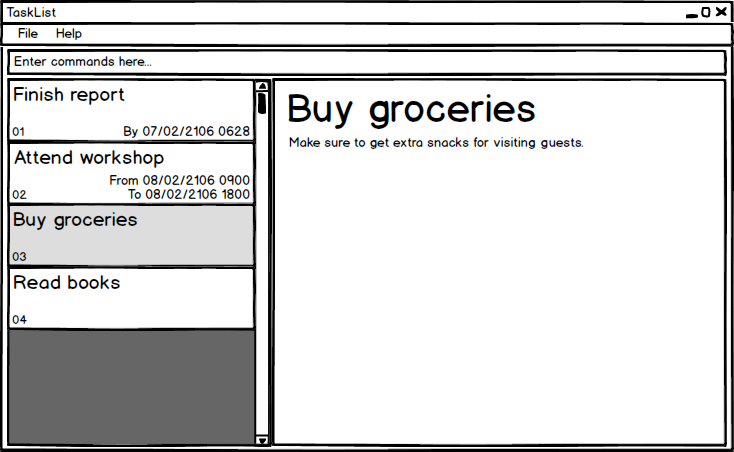 TaskList
File Help
Enter commands here...
Finish report
01 By 07/02/2106 0628
Attend workshop
From 08/02/2106 0900
02 To 08/02/2106 1800
Buy groceries
03
Read books
04
Buy groceries
Make sure to get extra snacks for visiting guests.